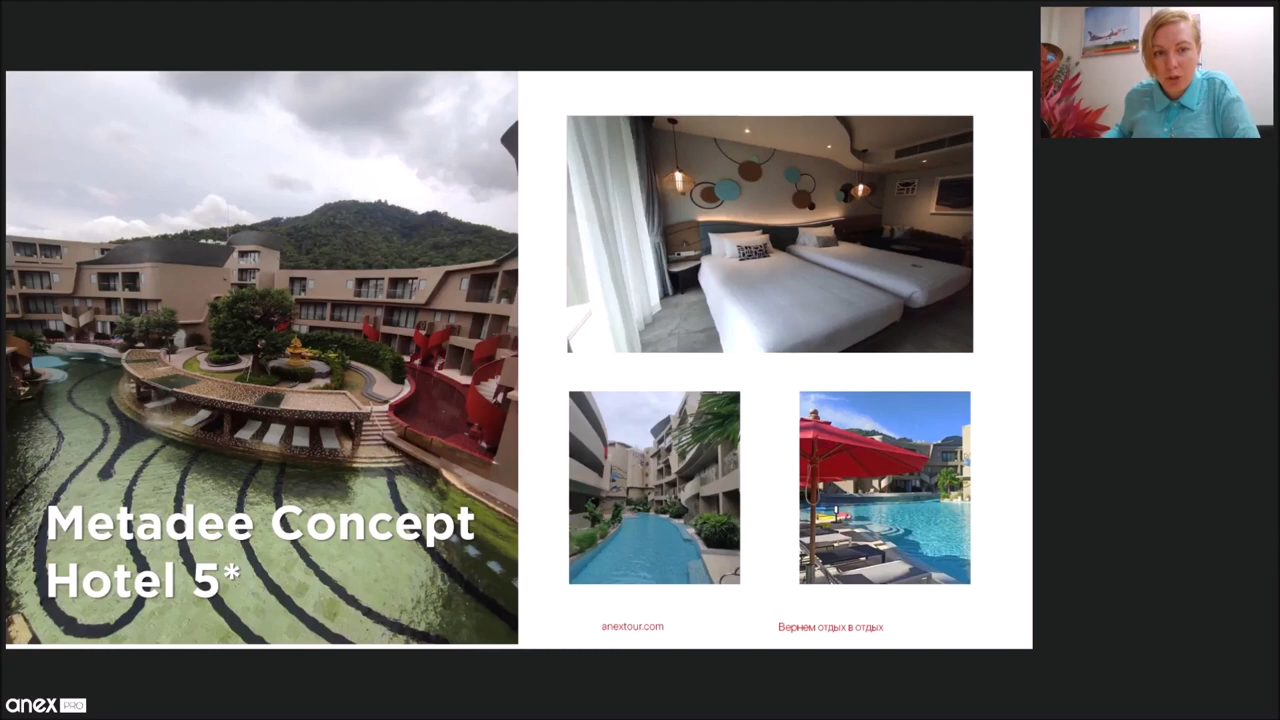 Metadee Concept
Hotel 5*
anextour.com
Вернем отдых в отдых
anex PRO